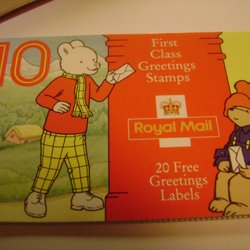 10
First
Class
Greetings
Stamps
Royal Mail
20 Free
Greetings
Labels